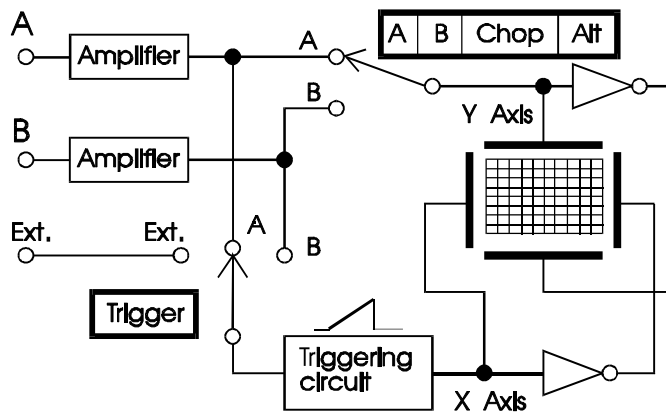 A
Amplifier
A
A B Chop Alt
B
Y Axis
B
Amplifier
Ext. Ext.
A
B
Trigger
Triggering
circuit
X Axis